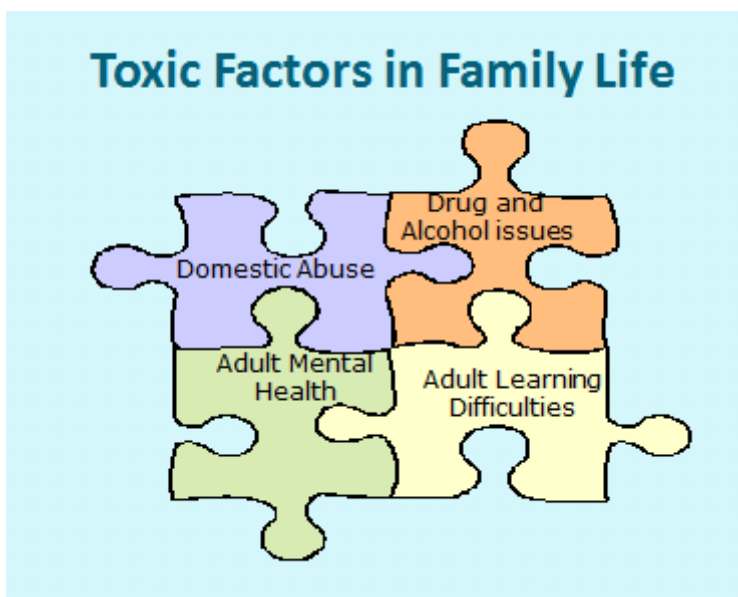 Toxic Factors in Family Life
Drug and
Alcohol issues
Domestic Abuse
Adult Mental
Health
Adult Learning
Difficulties